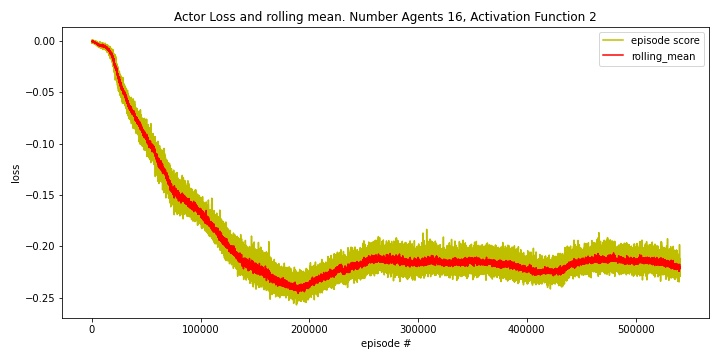 Actor Loss and rolling mean. Number Agents 16, Activation Function 2
episode score
rolling_mean
0.00
−0.05
−0.10
−0.15
−0.20
−0.25
loss
0
100000
200000
300000
400000
500000
episode #